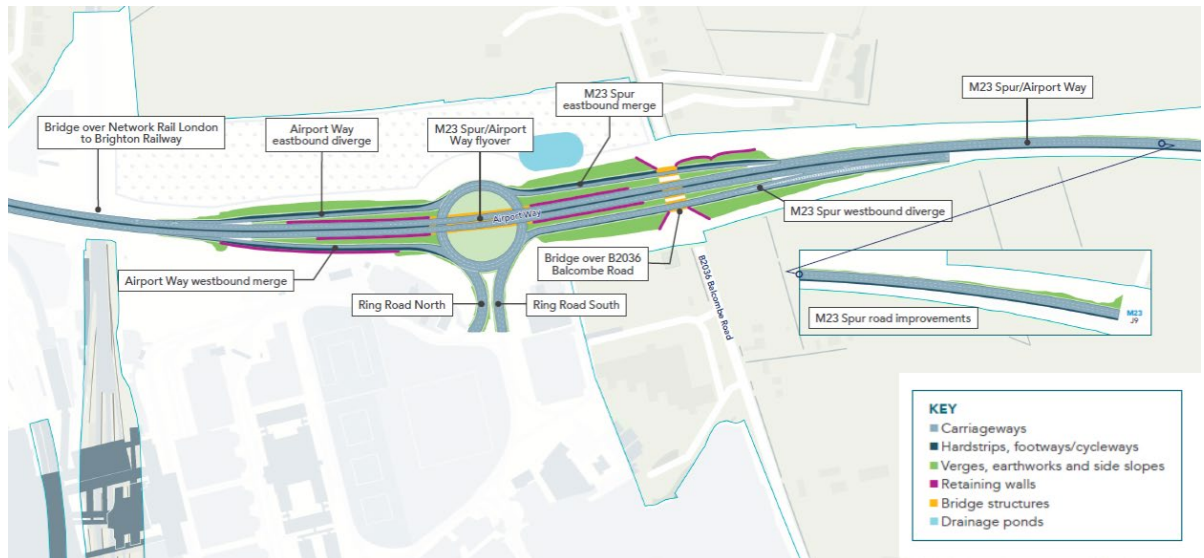 M23 Spur
eastbound merge
M23 Spur/Airport Way
Bridge over Network Rail London
to Brighton Railway
Airport Way
eastbound diverge
M23 Spur/Airport
Way flyover
Airport Way
M23 Spur westbound diverge
Airport Way westbound merge
Bridge over B2036
Balcombe Road
Ring Road North
Ring Road South
B2036 Balcombe Road
M23 Spur road improvements
M23
J9
KEY
Carriageways
Hardstrips, footways/cycleways
Verges, earthworks and side slopes
Retaining walls
Bridge structures
Drainage ponds